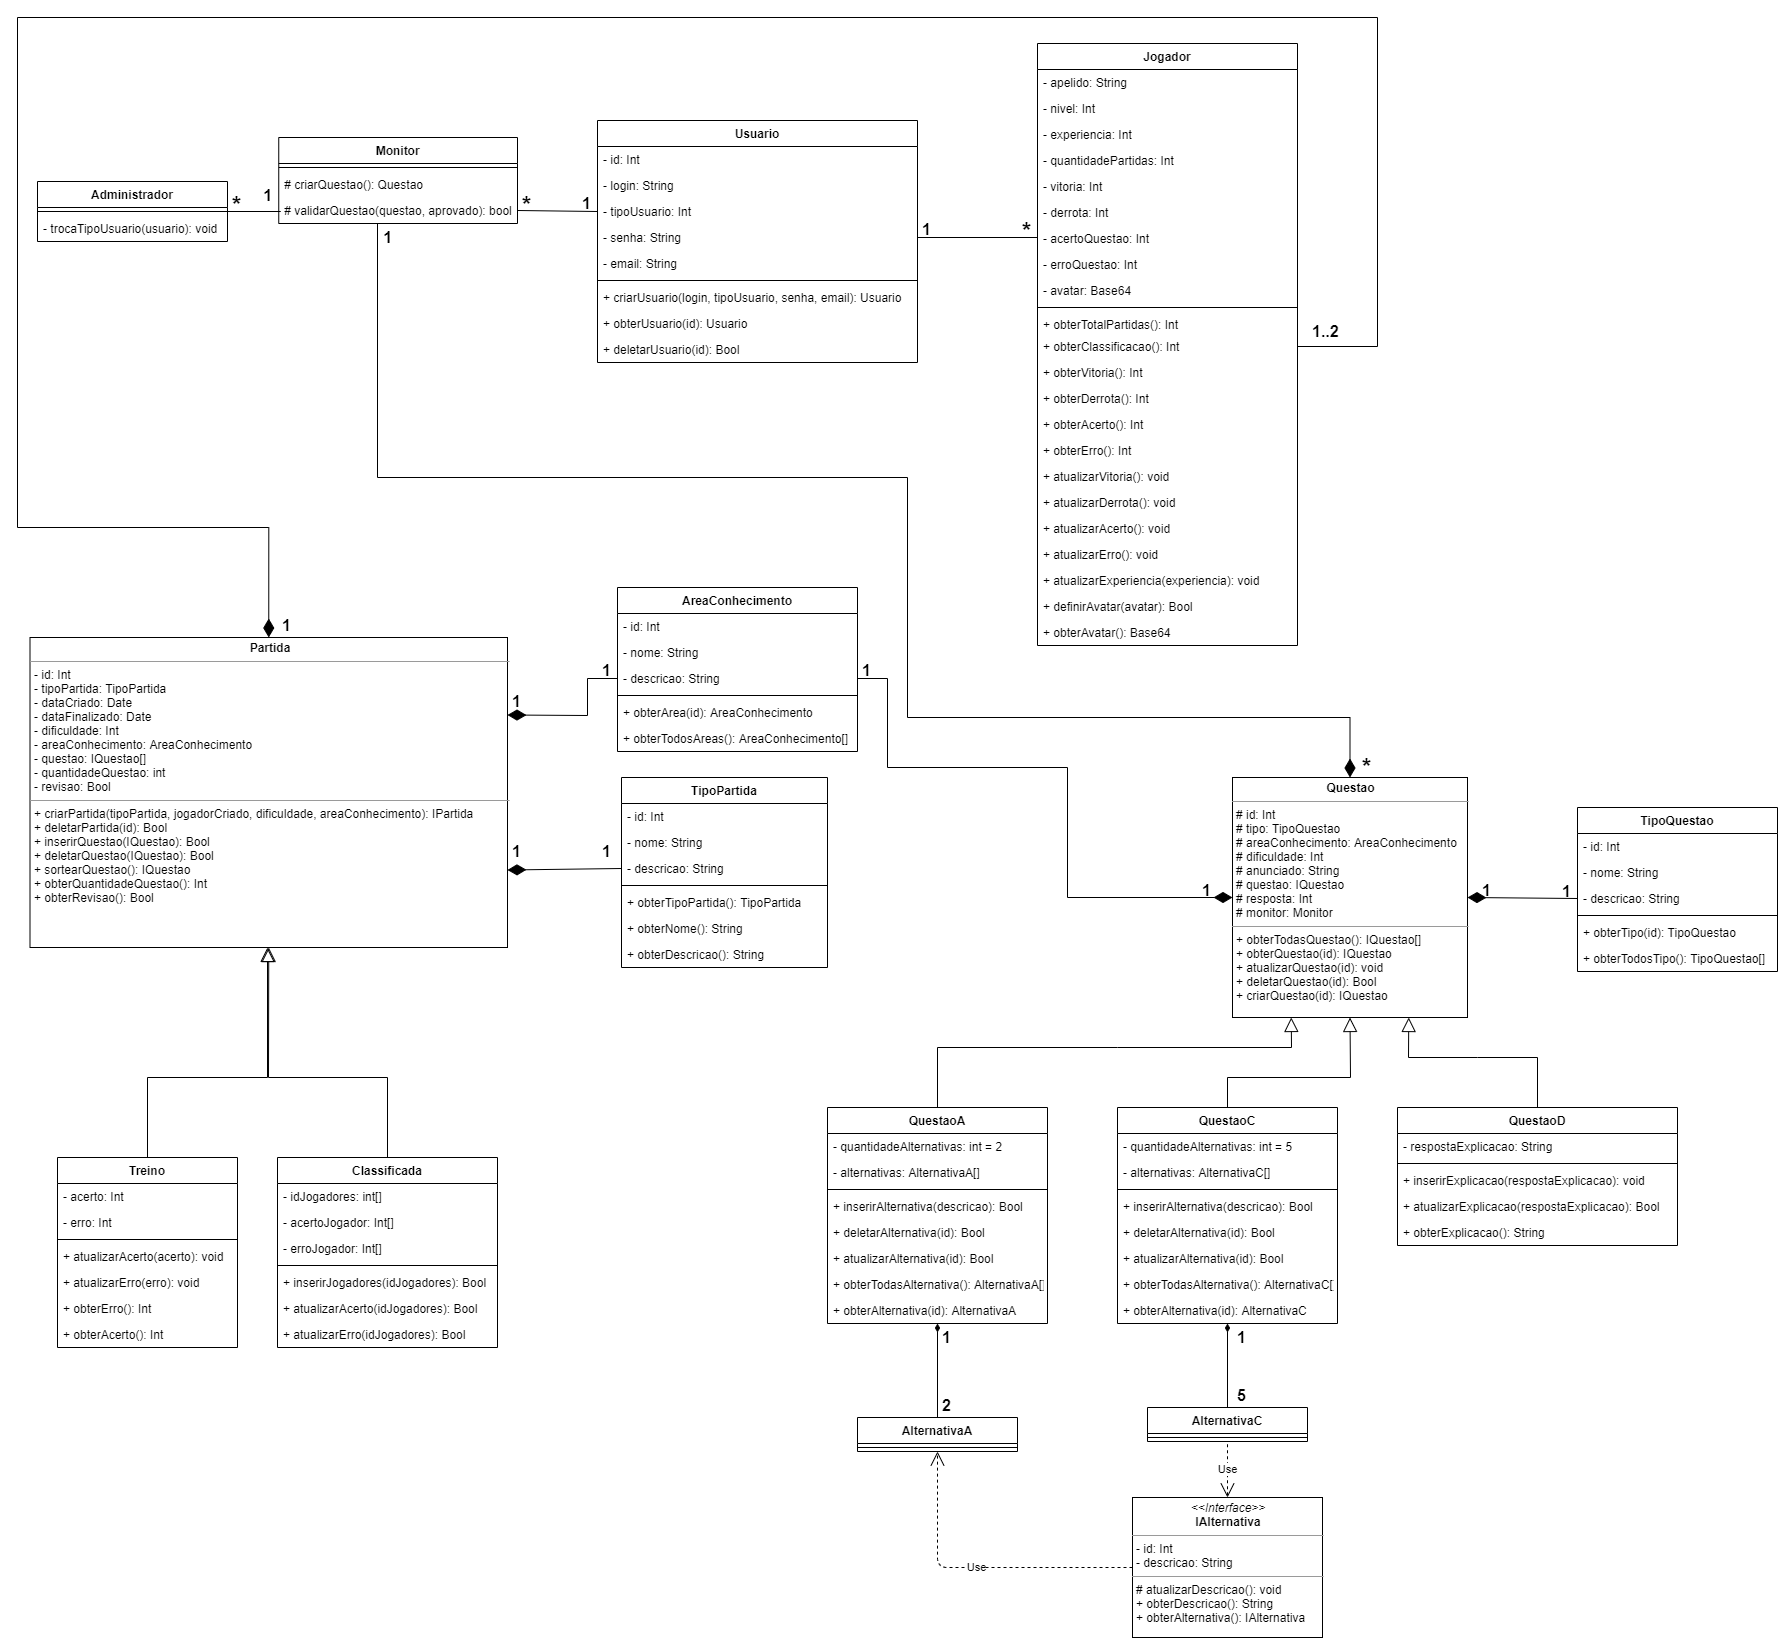 Jogador
- apelido: String
- nivel: Int
- experiencia: Int
- quantidadePartidas: Int
- vitoria: Int
- derrota: Int
- acertoQuestao: Int
- erroQuestao: Int
- avatar: Base64
+ obterTotalPartidas(): Int
+ obterClassificacao(): Int
+ obterVitoria(): Int
+ obterDerrota(): Int
+ obterAcerto(): Int
+ obterErro(): Int
+ atualizarVitoria(): void
+ atualizarDerrota(): void
+ atualizarAcerto(): void
+ atualizarErro(): void
+ atualizarExperiencia(experiencia): void
+ definirAvatar(avatar): Bool
+ obterAvatar(): Base64
1..2
Usuario
- id: Int
- login: String
- tipoUsuario: Int
- senha: String
- email: String
+ criarUsuario(login, tipoUsuario, senha, email): Usuario
+ obterUsuario(id): Usuario
+ deletarUsuario(id): Bool
1
*
Monitor
# criarQuestao(): Questao
# validarQuestao(questao, aprovado): bool
*
1
1
Administrador
- trocaTipoUsuario(usuario): void
*
1
1
Partida
- id: Int
- tipoPartida: TipoPartida
- dataCriado: Date
- dataFinalizado: Date
- dificuldade: Int
- areaConhecimento: AreaConhecimento
- questao: IQuestao[]
- quantidadeQuestao: int
- revisao: Bool
+ criarPartida(tipoPartida, jogadorCriado, dificuldade, areaConhecimento): IPartida
+ deletarPartida(id): Bool
+ inserirQuestao(IQuestao): Bool
+ deletarQuestao(IQuestao): Bool
+ sortearQuestao(): IQuestao
+ obterQuantidadeQuestao(): Int
+ obterRevisao(): Bool
1
1
1
1
AreaConhecimento
- id: Int
- nome: String
- descricao: String
+ obterArea(id): AreaConhecimento
+ obterTodosAreas(): AreaConhecimento[]
1
TipoPartida
- id: Int
- nome: String
- descricao: String
+ obterTipoPartida(): TipoPartida
+ obterNome(): String
+ obterDescricao(): String
*
Questao
# id: Int
# tipo: TipoQuestao
# areaConhecimento: AreaConhecimento
# dificuldade: Int
# anunciado: String
# questao: IQuestao
# resposta: Int
# monitor: Monitor
+ obterTodasQuestao(): IQuestao[]
+ obterQuestao(id): IQuestao
+ atualizarQuestao(id): void
+ deletarQuestao(id): Bool
+ criarQuestao(id): IQuestao
1
1
1
TipoQuestao
- id: Int
- nome: String
- descricao: String
+ obterTipo(id): TipoQuestao
+ obterTodosTipo(): TipoQuestao[]
Treino
- acerto: Int
- erro: Int
+ atualizarAcerto(acerto): void
+ atualizarErro(erro): void
+ obterErro(): Int
+ obterAcerto(): Int
Classificada
- idJogadores: int[]
- acertoJogador: Int[]
- erroJogador: Int[]
+ inserirJogadores(idJogadores): Bool
+ atualizarAcerto(idJogadores): Bool
+ atualizarErro(idJogadores): Bool
QuestaoA
- quantidadeAlternativas: int = 2
- alternativas: AlternativaA[]
+ inserirAlternativa(descricao): Bool
+ deletarAlternativa(id): Bool
+ atualizarAlternativa(id): Bool
+ obterTodasAlternativa(): AlternativaA[]
+ obterAlternativa(id): AlternativaA
1
2
AlternativaA
QuestaoC
- quantidadeAlternativas: int = 5
- alternativas: AlternativaC[]
+ inserirAlternativa(descricao): Bool
+ deletarAlternativa(id): Bool
+ atualizarAlternativa(id): Bool
+ obterTodasAlternativa(): AlternativaC[
+ obterAlternativa(id): AlternativaC
1
5
AlternativaC
QuestaoD
- respostaExplicacao: String
+ inserirExplicacao(respostaExplicacao): void
+ atualizarExplicacao(respostaExplicacao): Bool
+ obterExplicacao(): String
Use
<<Interface>>
IAlternativa
- id: Int
- descricao: String
# atualizarDescricao(): void
+ obterDescricao(): String
+ obterAlternativa(): IAlternativa
Use